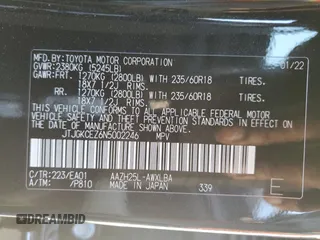 MFD.BY:TOYOTA MOTOR CORPORATION 01/22
GVWR:2380KG (5245LB)
GAWR:FRT. 1270KG (2800LB) WITH 235/60R18 TIRES.
18X7 1/2J RIMS.
RR. 1270KG (2800LB) WITH 235/60R18 TIRES.
18X7 1/2J RIMS.
THIS VEHICLE CONFORMS TO ALL APPLICABLE FEDERAL MOTOR
VEHICLE SAFETY AND THEFT PREVENTION STANDARDS IN
EFFECT ON THE DATE OF MANUFACTURE SHOWN ABOVE.
JTJGKCEZ6N5002246 MPV
C/TR:223/EA01 AAZH25L-AWXLBA
A/TM: /P810 MADE IN JAPAN 339 E
DREAMBID